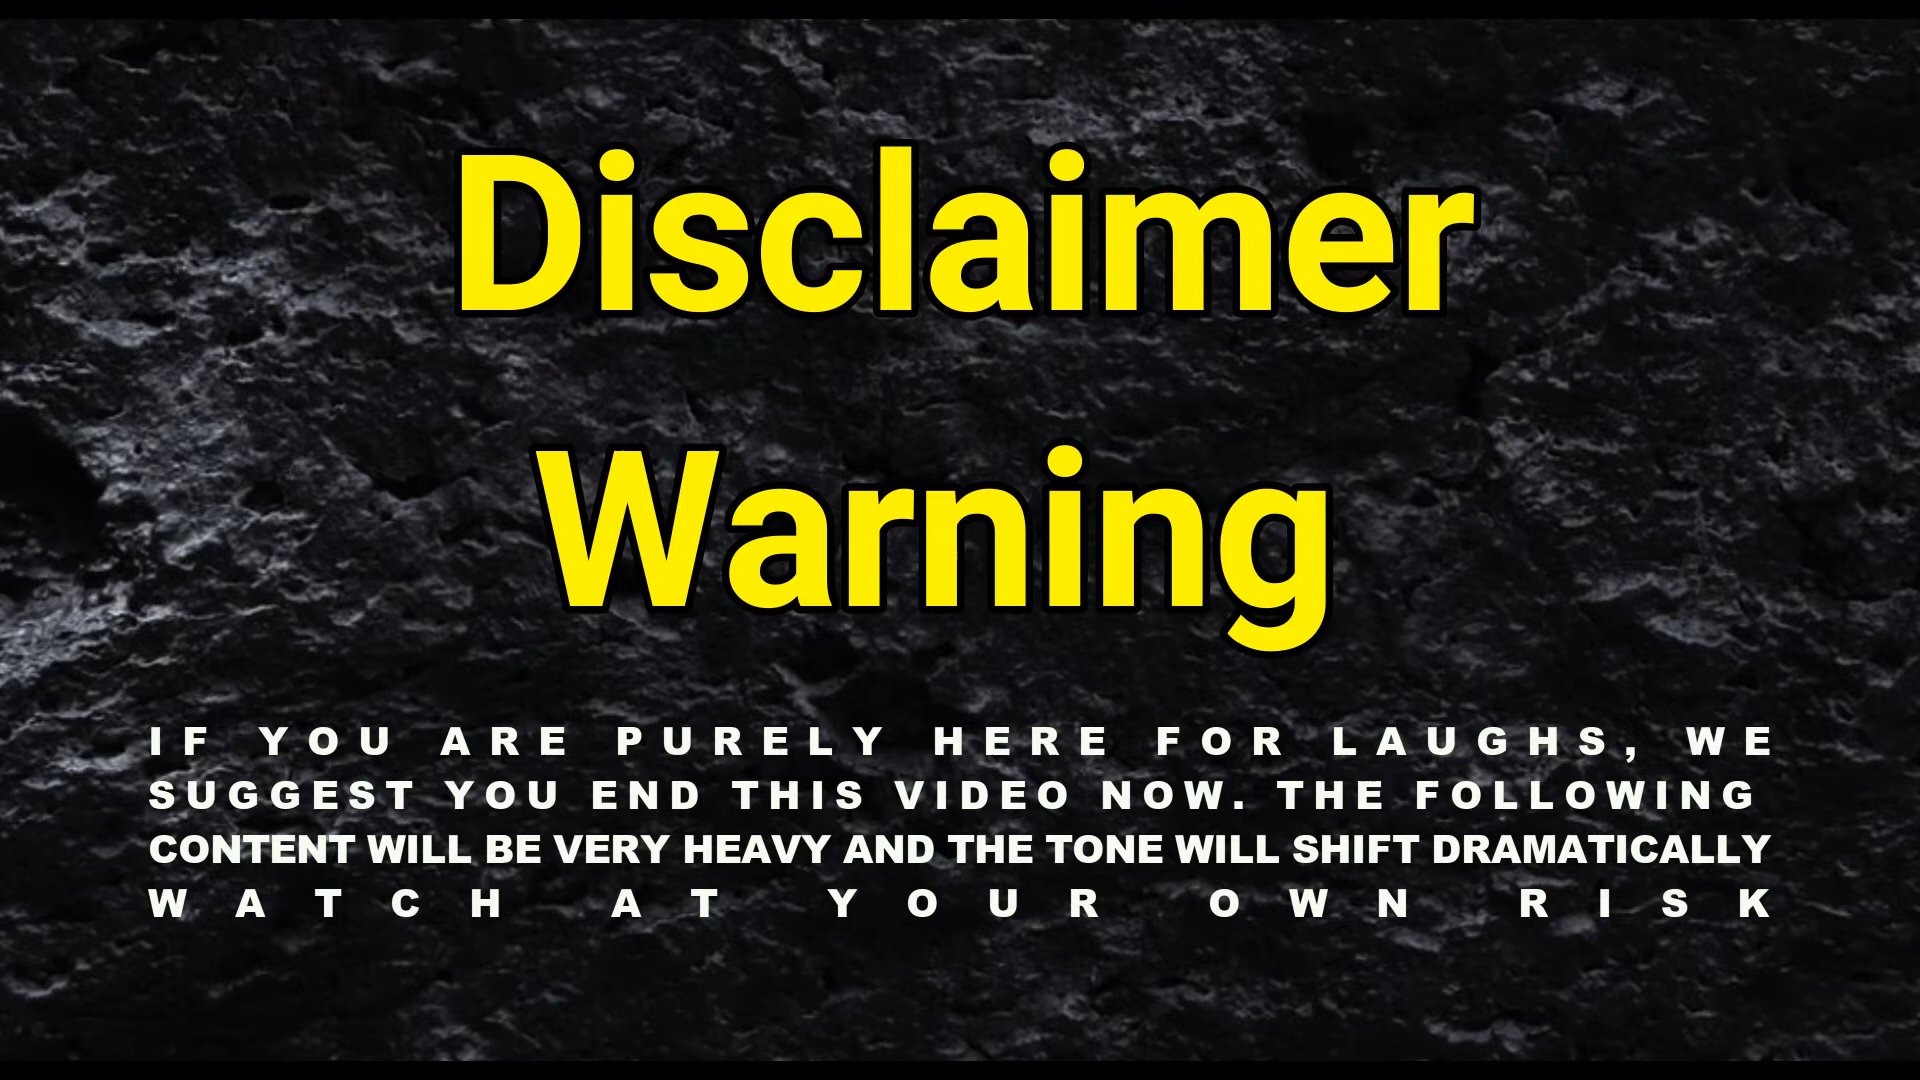 Disclaimer
Warning
IF YOU ARE PURELY HERE FOR LAUGHS, WE
SUGGEST YOU END THIS VIDEO NOW. THE FOLLOWING
CONTENT WILL BE VERY HEAVY AND THE TONE WILL SHIFT DRAMATICALLY
WATCH AT YOUR OWN RISK